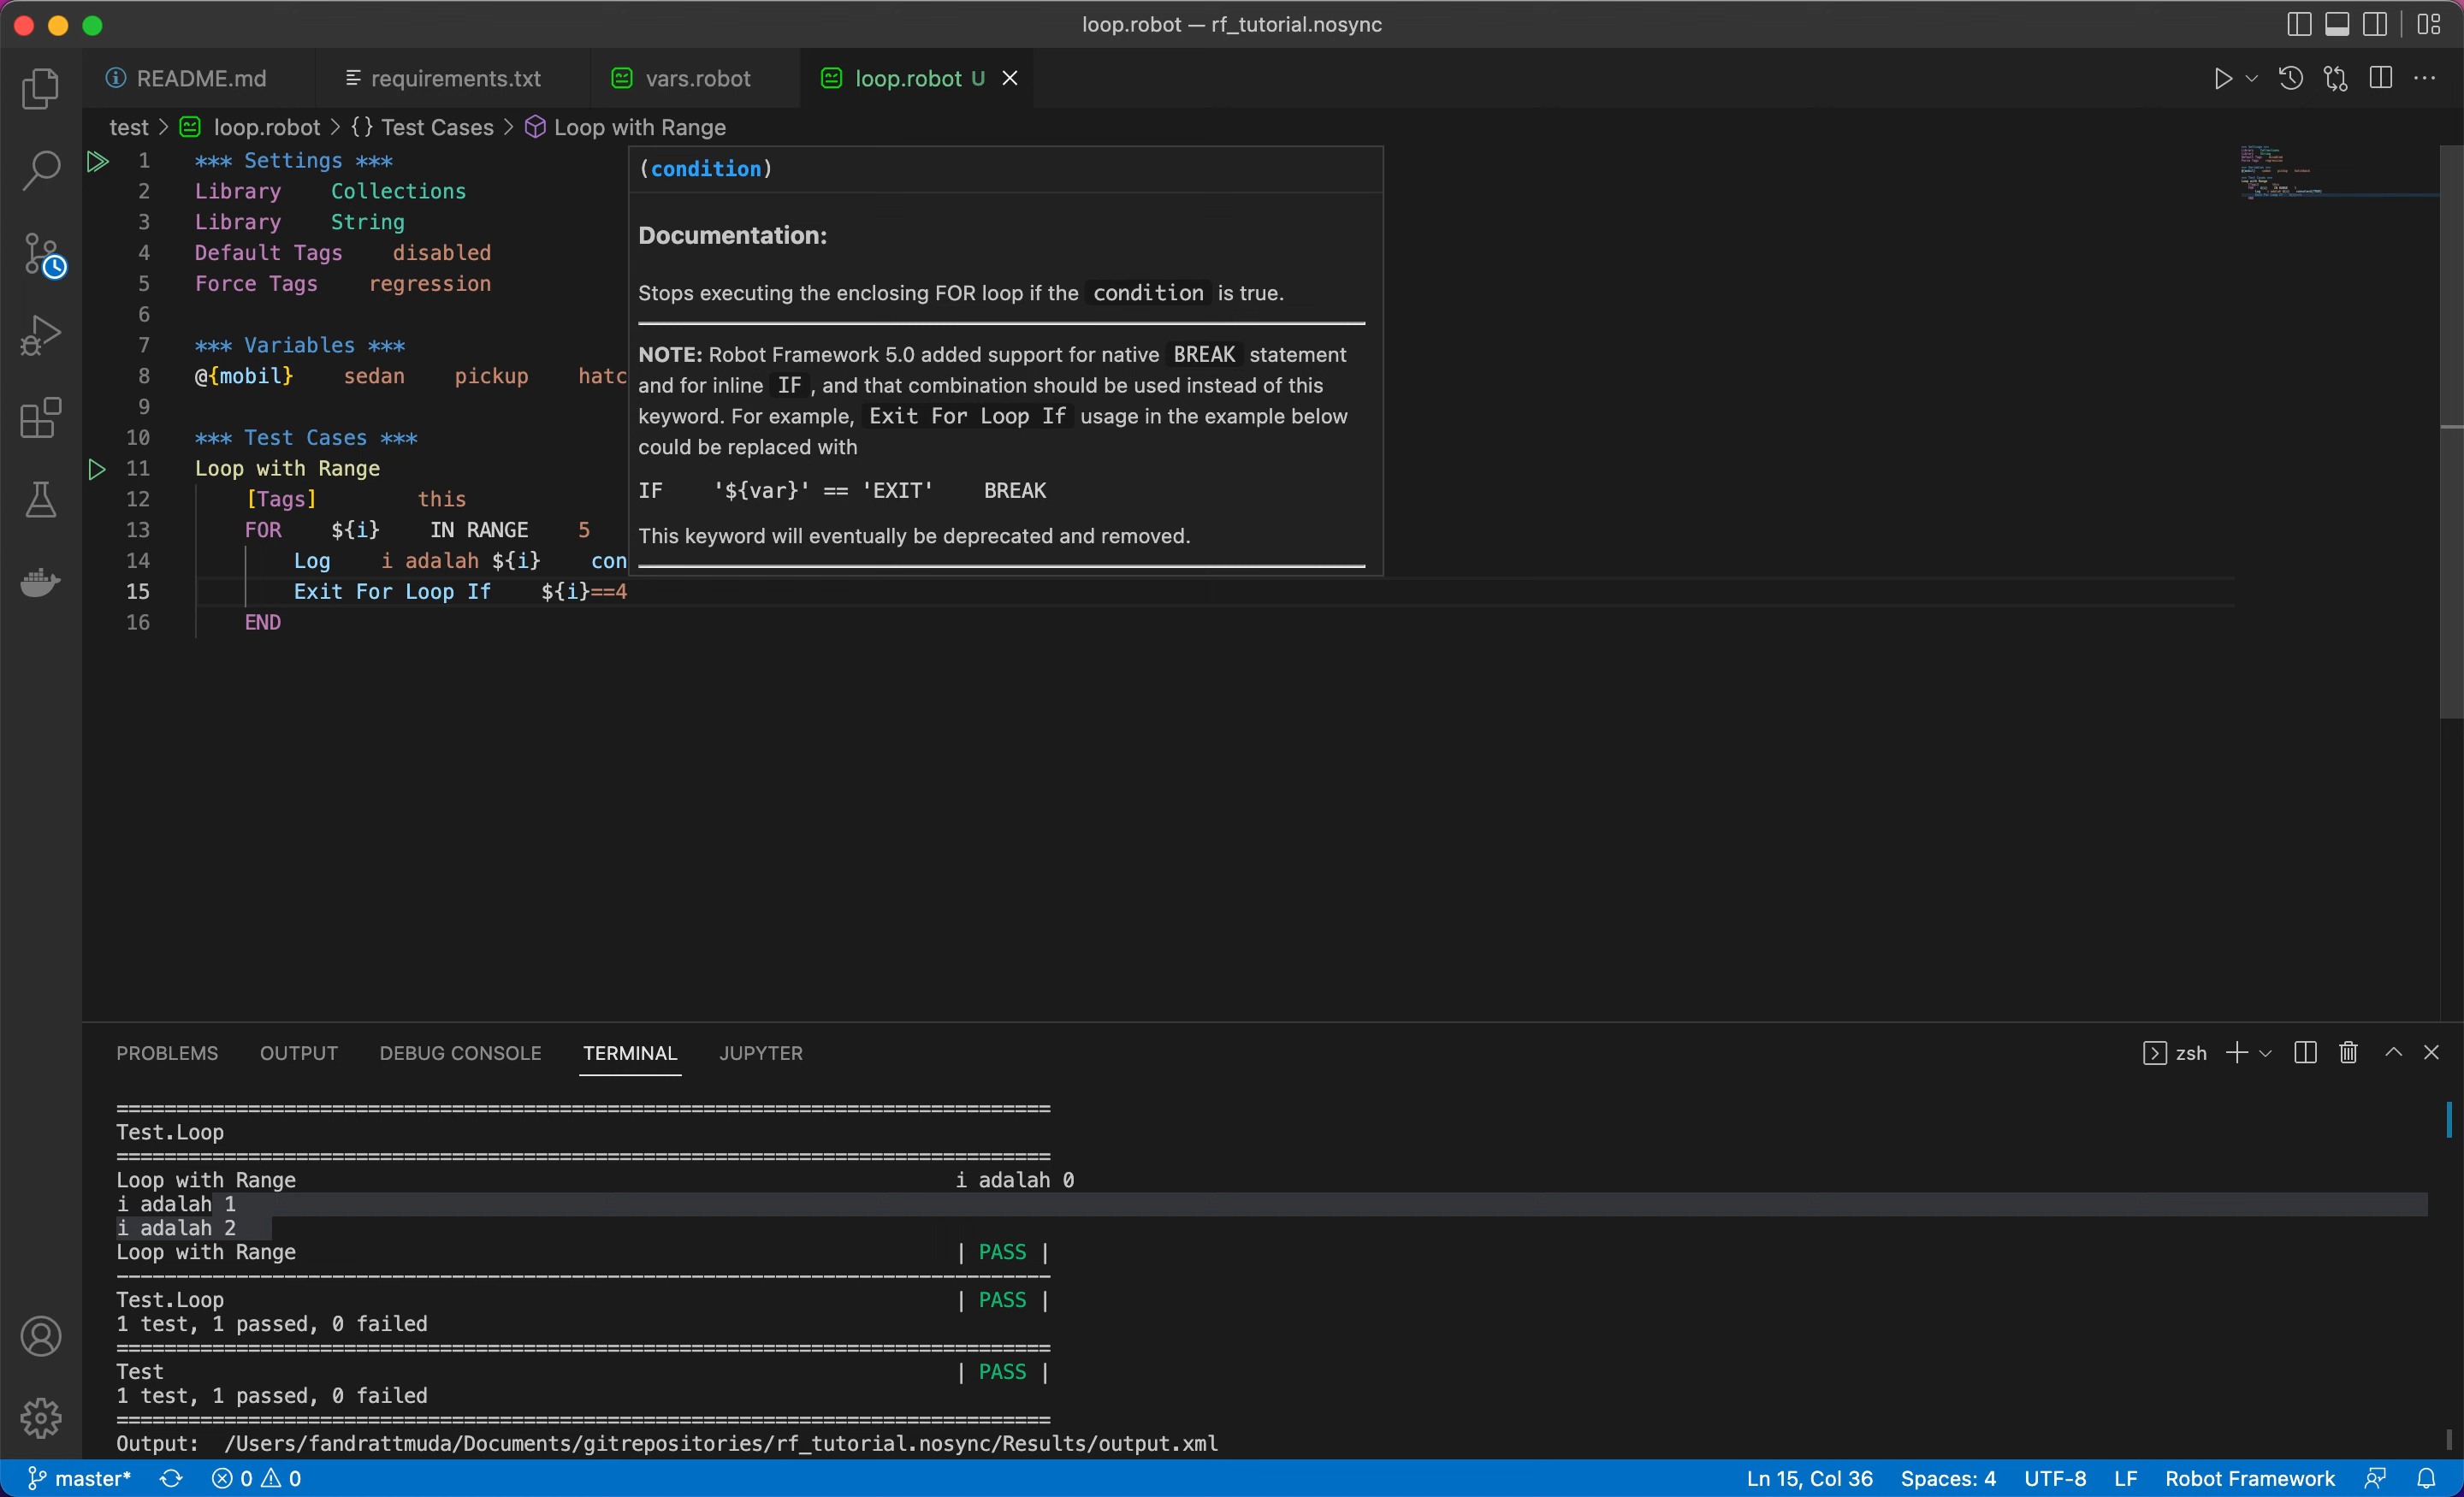 loop.robot — rf_tutorial.nosync
README.md requirements.txt vars.robot loop.robot U
test > loop.robot > {} Test Cases > Loop with Range
1 *** Settings ***
2 Library    Collections
3 Library    String
4 Default Tags    disabled
5 Force Tags    regression
6
7 *** Variables ***
8 @{mobil}    sedan    pickup    hatc
9
10 *** Test Cases ***
11 Loop with Range
12     [Tags]        this
13     FOR    ${i}    IN RANGE    5
14         Log    i adalah ${i}    con
15         Exit For Loop If    ${i}==4
16     END
(condition)
Documentation:
Stops executing the enclosing FOR loop if the condition is true.
NOTE: Robot Framework 5.0 added support for native BREAK statement
and for inline IF , and that combination should be used instead of this
keyword. For example, Exit For Loop If usage in the example below
could be replaced with
IF    '${var}' == 'EXIT'    BREAK
This keyword will eventually be deprecated and removed.
PROBLEMS OUTPUT DEBUG CONSOLE TERMINAL JUPYTER
zsh
==============================================================================
Test.Loop
==============================================================================
Loop with Range i adalah 0
i adalah 1
i adalah 2
Loop with Range | PASS |
------------------------------------------------------------------------------
Test.Loop | PASS |
1 test, 1 passed, 0 failed
==============================================================================
Test | PASS |
1 test, 1 passed, 0 failed
==============================================================================
Output:  /Users/fandrattmuda/Documents/gitrepositories/rf_tutorial.nosync/Results/output.xml
master* 0 0 Ln 15, Col 36 Spaces: 4 UTF-8 LF Robot Framework